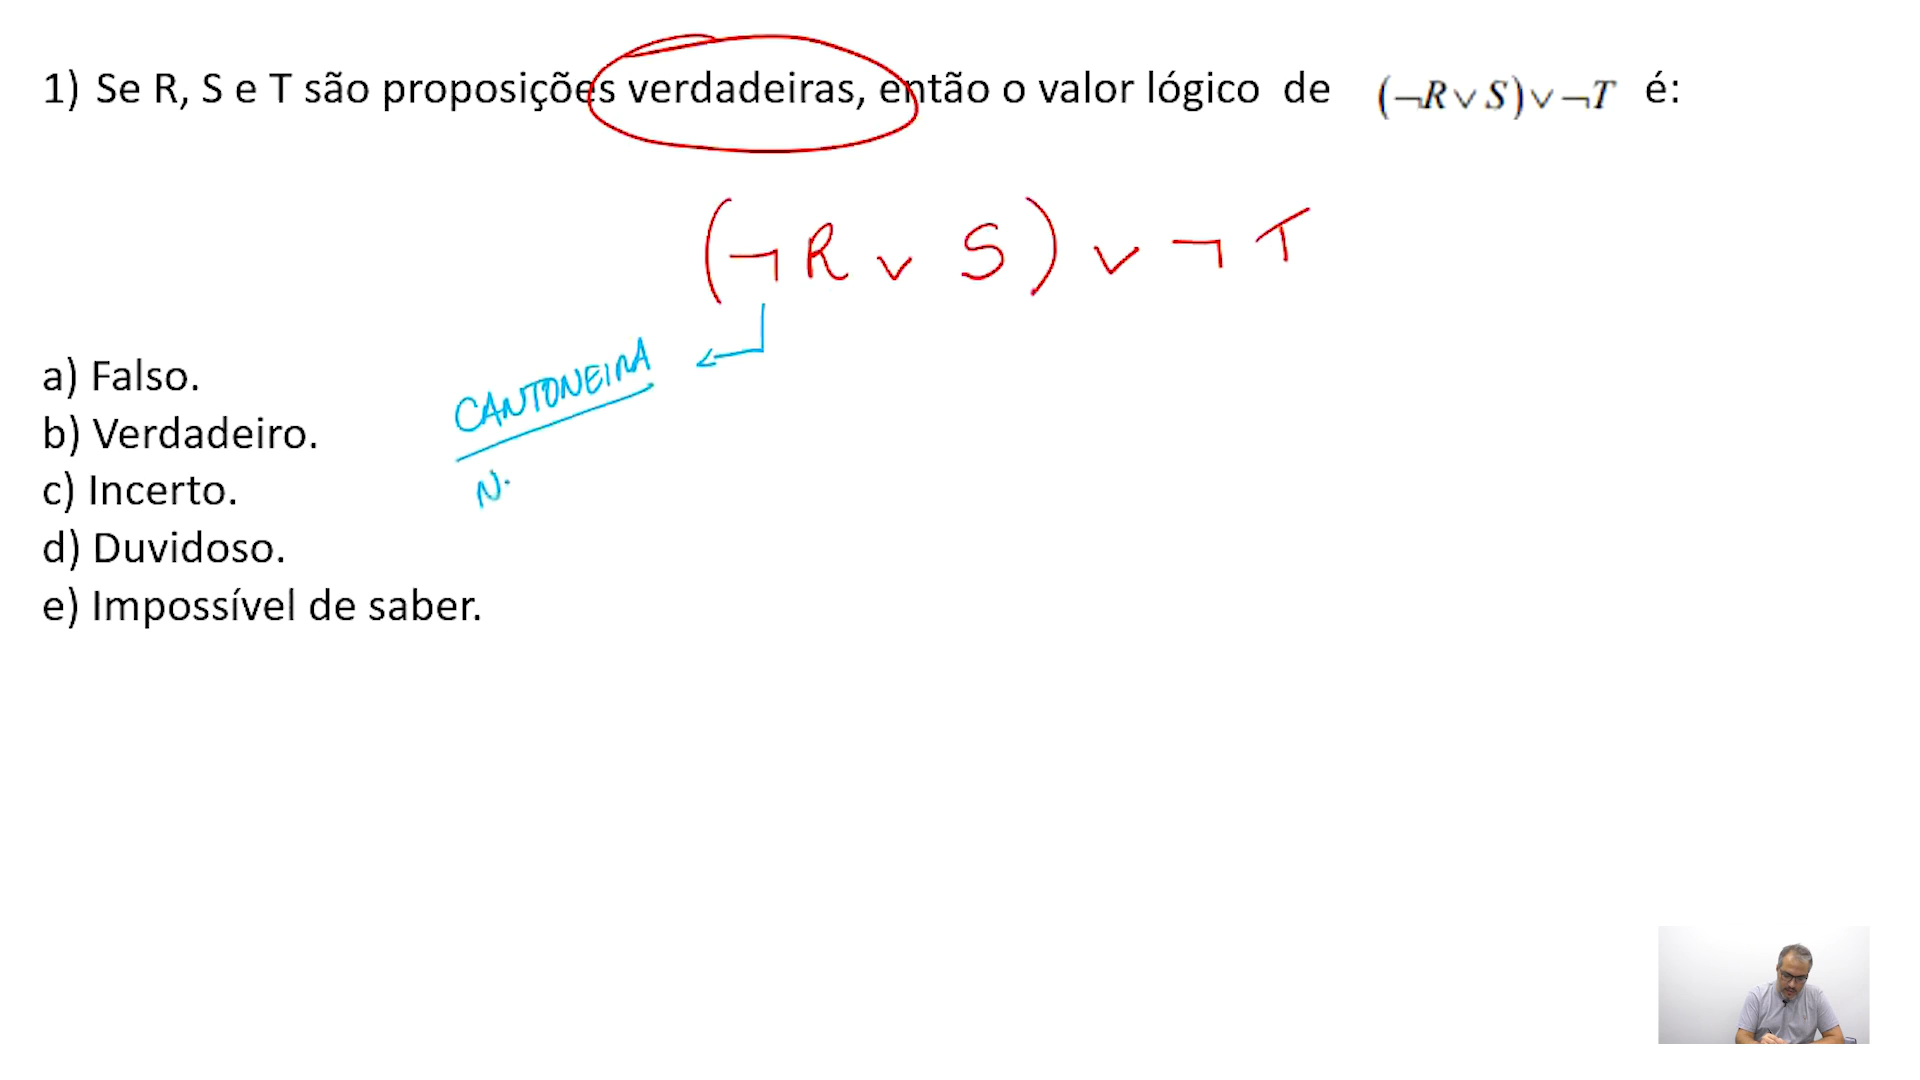 1) Se R, S e T são proposições verdadeiras, então o valor lógico de (¬R∨S)∨¬T é:
(¬R ∨ S) ∨ ¬T
CANTONEIRA
N.
a) Falso.
b) Verdadeiro.
c) Incerto.
d) Duvidoso.
e) Impossível de saber.